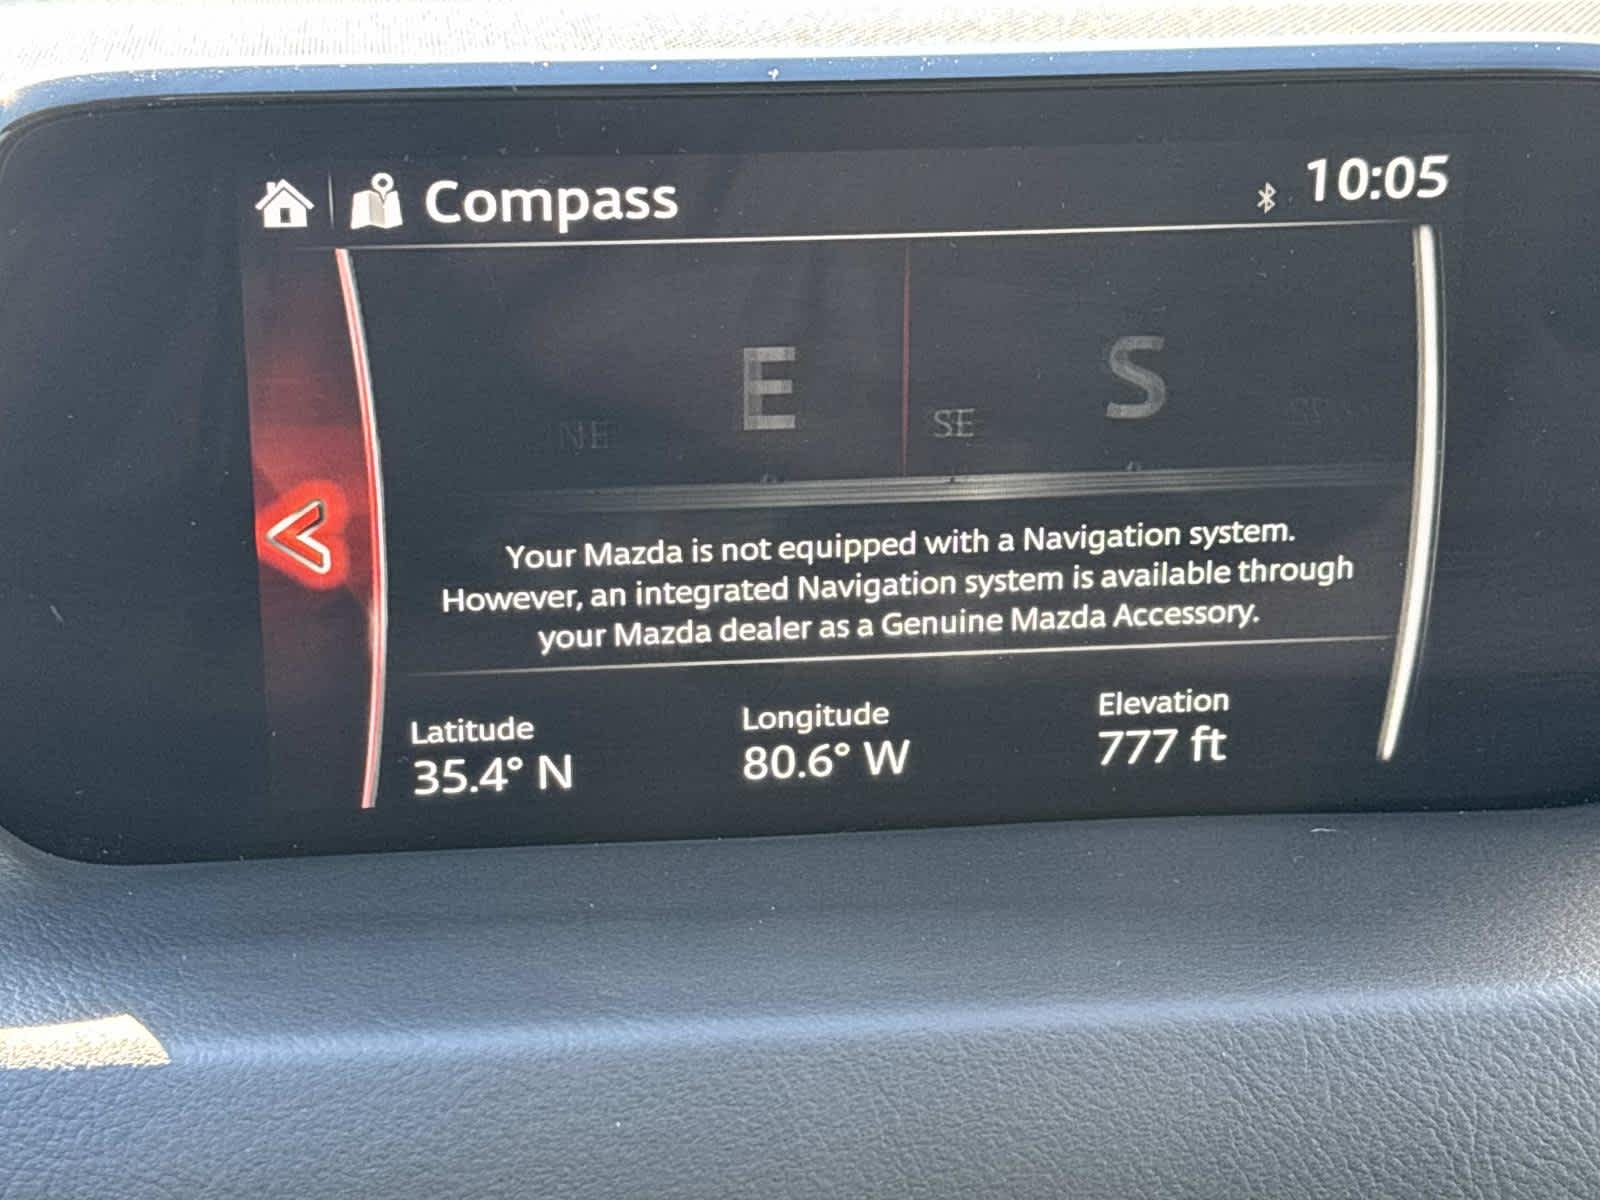 Compass
10:05
E S
NE SE
Your Mazda is not equipped with a Navigation system.
However, an integrated Navigation system is available through
your Mazda dealer as a Genuine Mazda Accessory.
Latitude Longitude Elevation
35.4° N 80.6° W 777 ft